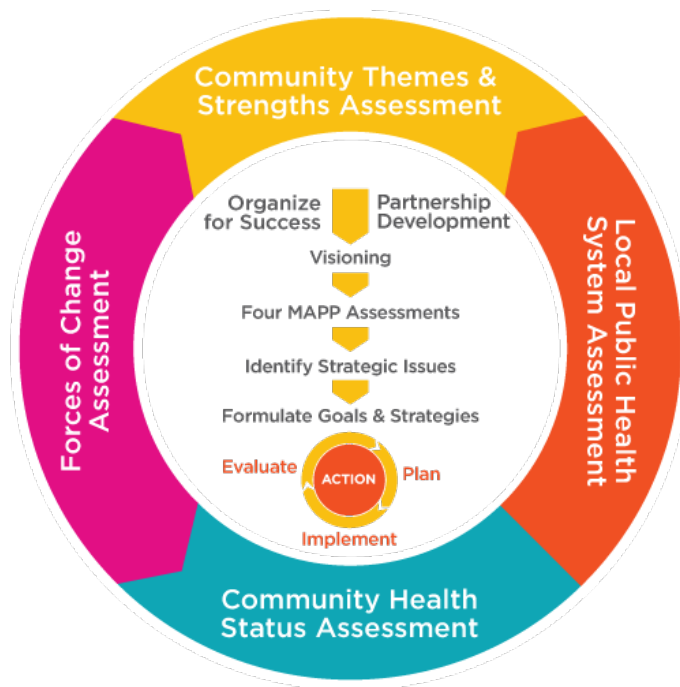 Community Themes &
Strengths Assessment
Organize
for Success
Partnership
Development
Visioning
Four MAPP Assessments
Identify Strategic Issues
Formulate Goals & Strategies
Evaluate
ACTION
Plan
Implement
Local Public Health
System Assessment
Community Health
Status Assessment
Forces of Change
Assessment